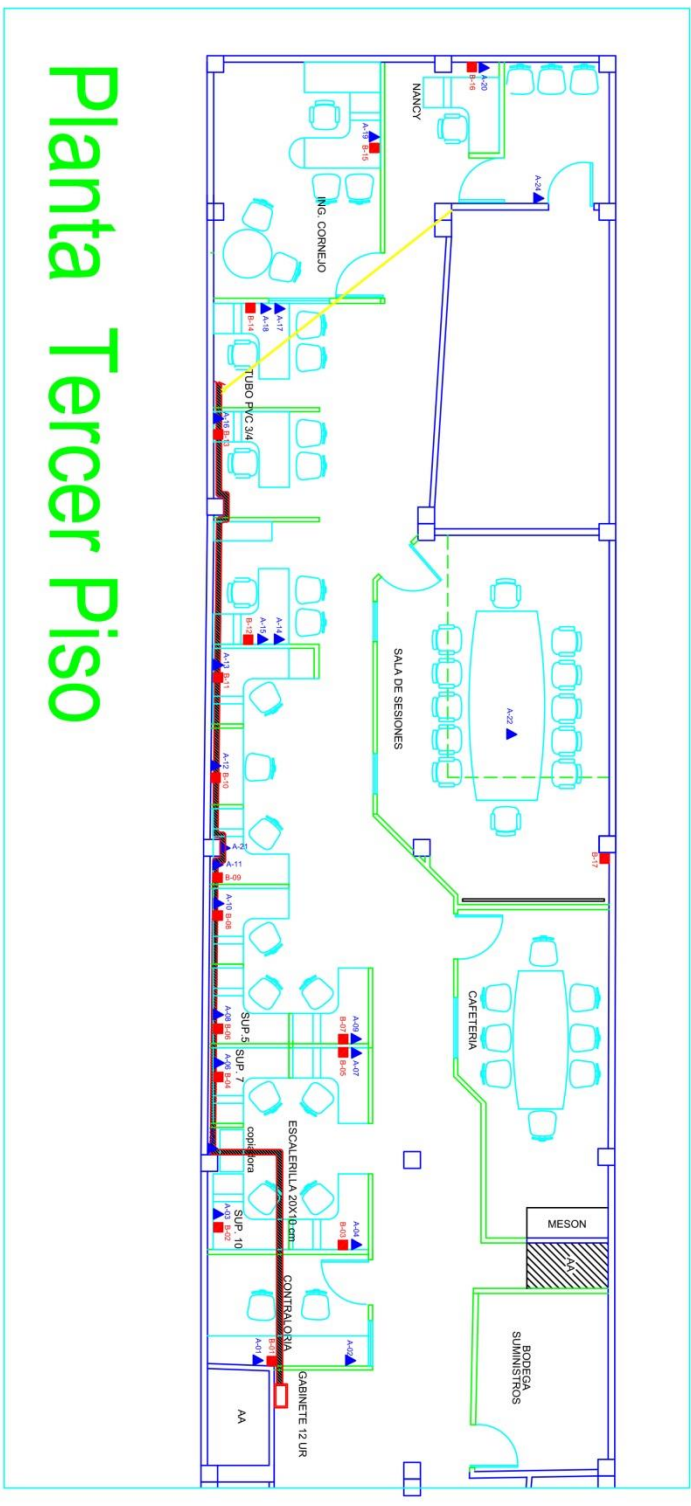 Planta Tercer Piso
A-20
B-16
NANCY
A-24
A-19
B-15
ING. CORNEJO
A-17
A-18
B-14
TUBO PVC 3/4
A-16
B-13
A-14
A-15
B-12
SALA DE SESIONES
A-22
A-13
B-11
A-12
B-10
A-21
A-11
B-09
B-17
A-10
B-08
CAFETERIA
A-09
B-07
A-07
B-05
SUP.5
A-08
B-06
SUP. 7
A-06
B-04
ESCALERILLA 20X10 cm
copiadora
A-04
B-03
SUP. 10
A-03
B-02
MESON
AA
BODEGA
SUMINISTROS
CONTRALORIA
A-02
B-01
A-01
GABINETE 12 UR
AA